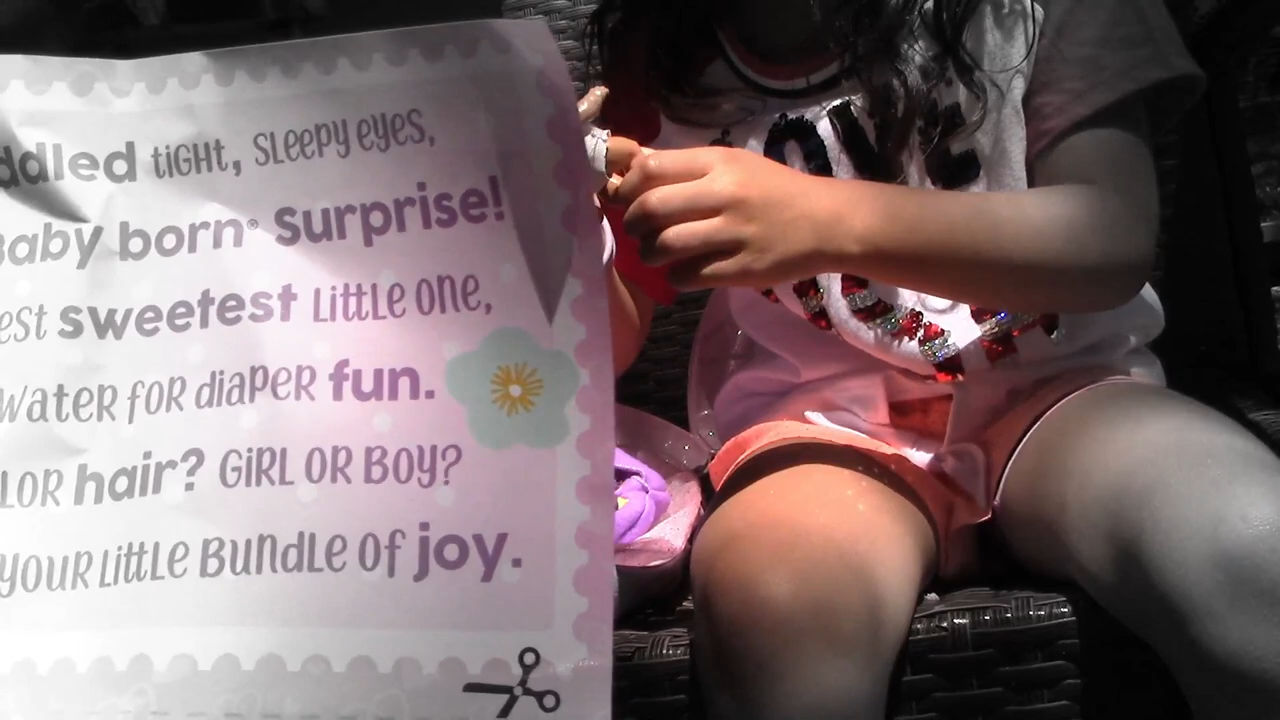 ddled tiGHt, SLeepy eyes,
Baby born® surprise!
est sweetest Little one,
Water for diaper fun.
LOR hair? GiRL OR BOY?
YOUR LittLe BUndLe Of joy.
LOVE